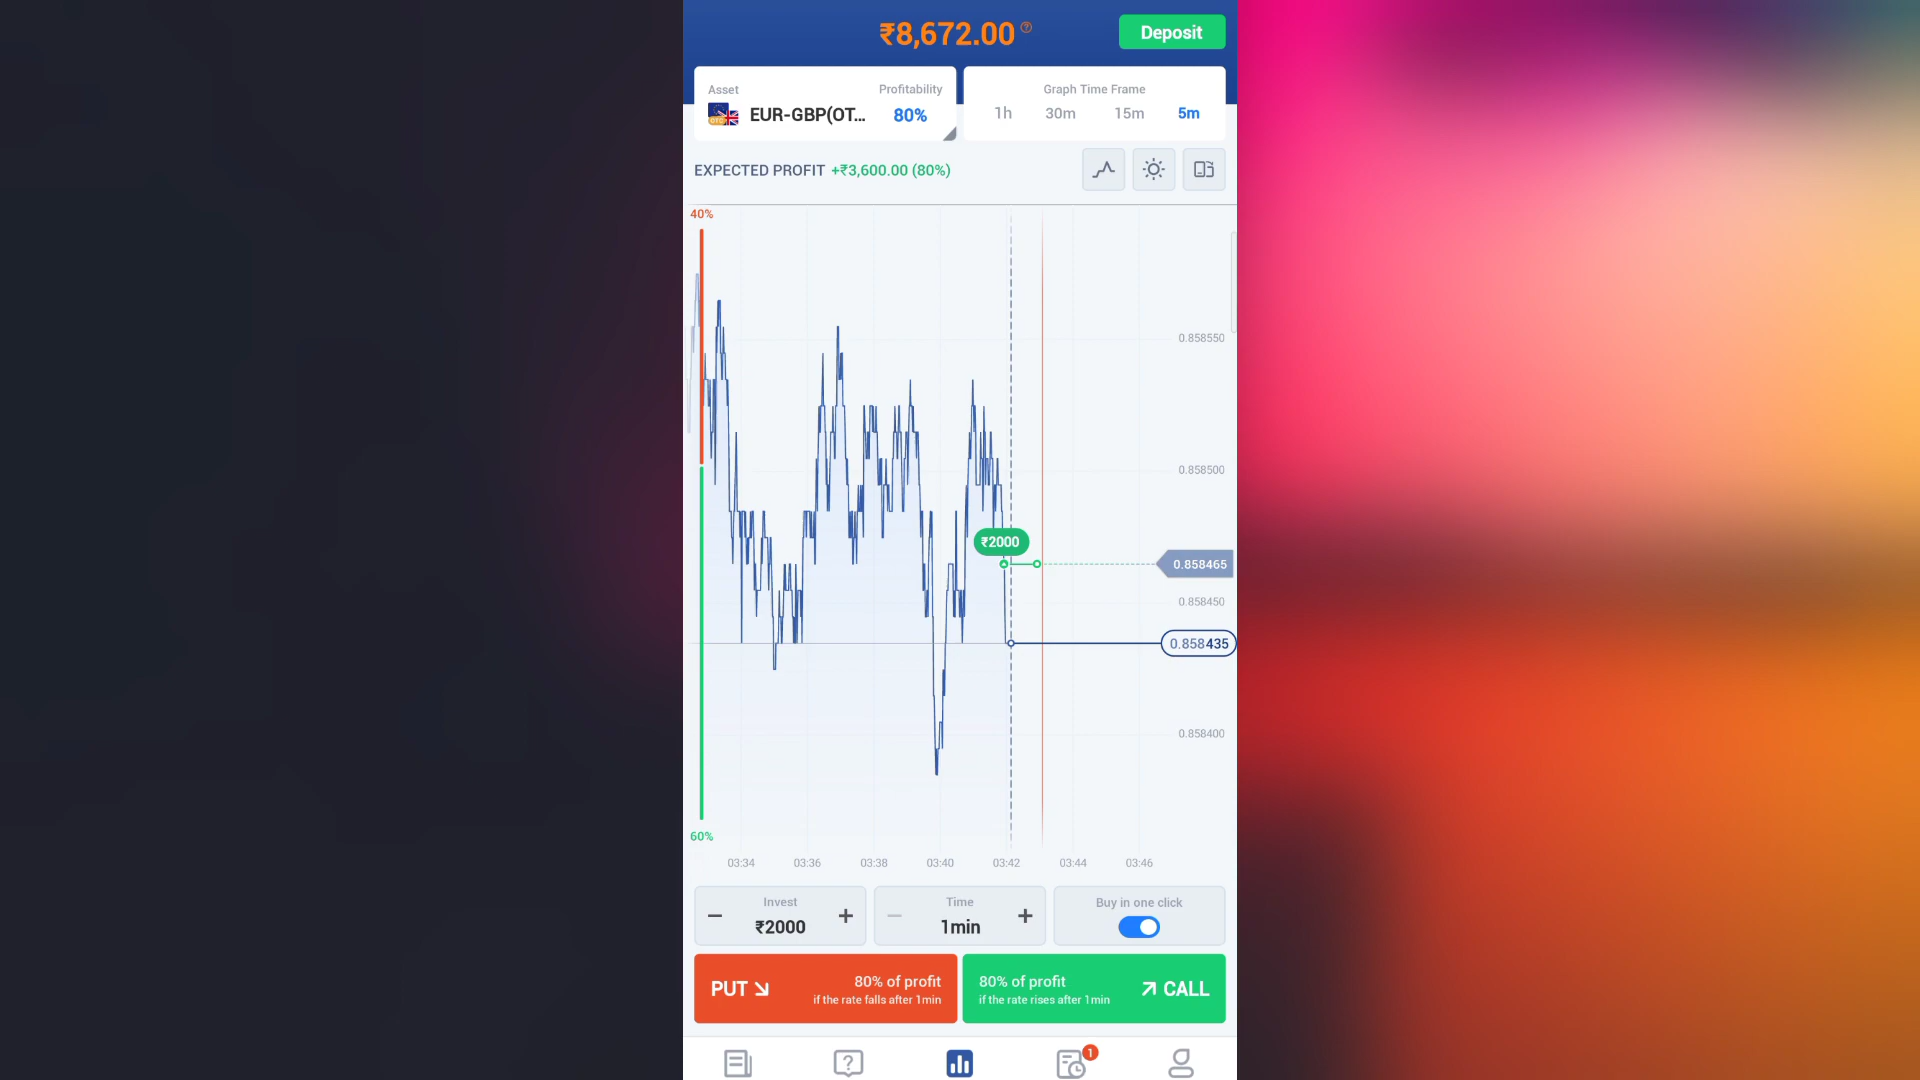 ₹8,672.00
Deposit
Asset
Profitability
EUR-GBP(OT...
80%
Graph Time Frame
1h 30m 15m 5m
EXPECTED PROFIT +₹3,600.00 (80%)
40%
0.858550
0.858500
₹2000
0.858465
0.858450
0.858435
0.858400
60%
03:34 03:36 03:38 03:40 03:42 03:44 03:46
Invest
₹2000
Time
1min
Buy in one click
PUT
80% of profit
if the rate falls after 1min
80% of profit
if the rate rises after 1min
CALL
1